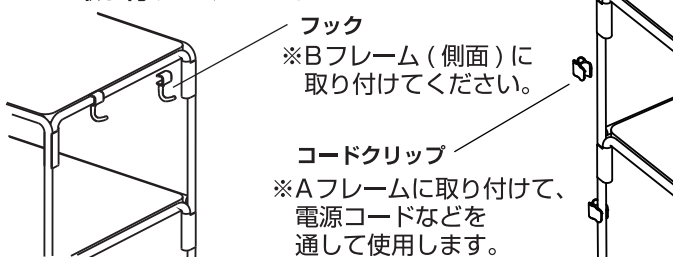 フック
※Bフレーム(側面)に
取り付けてください。
コードクリップ
※Aフレームに取り付けて、
電源コードなどを
通して使用します。